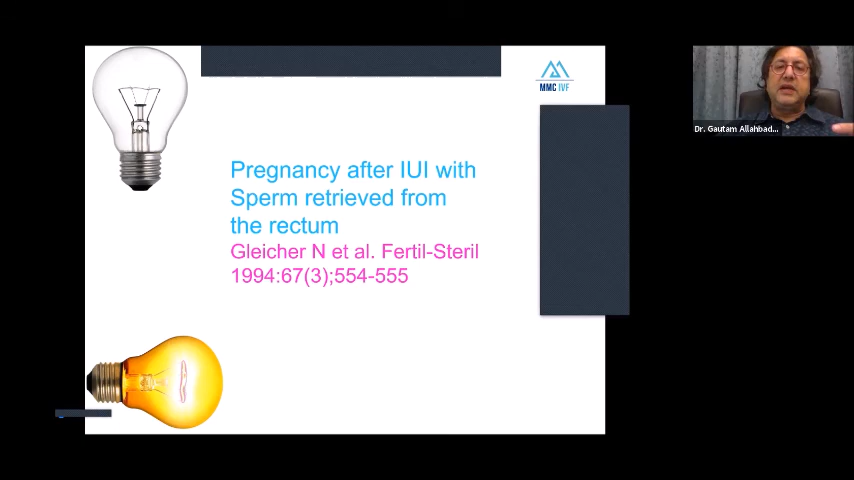 MMC IVF
Pregnancy after IUI with
Sperm retrieved from
the rectum
Gleicher N et al. Fertil-Steril
1994:67(3);554-555
Dr. Gautam Allahbad...